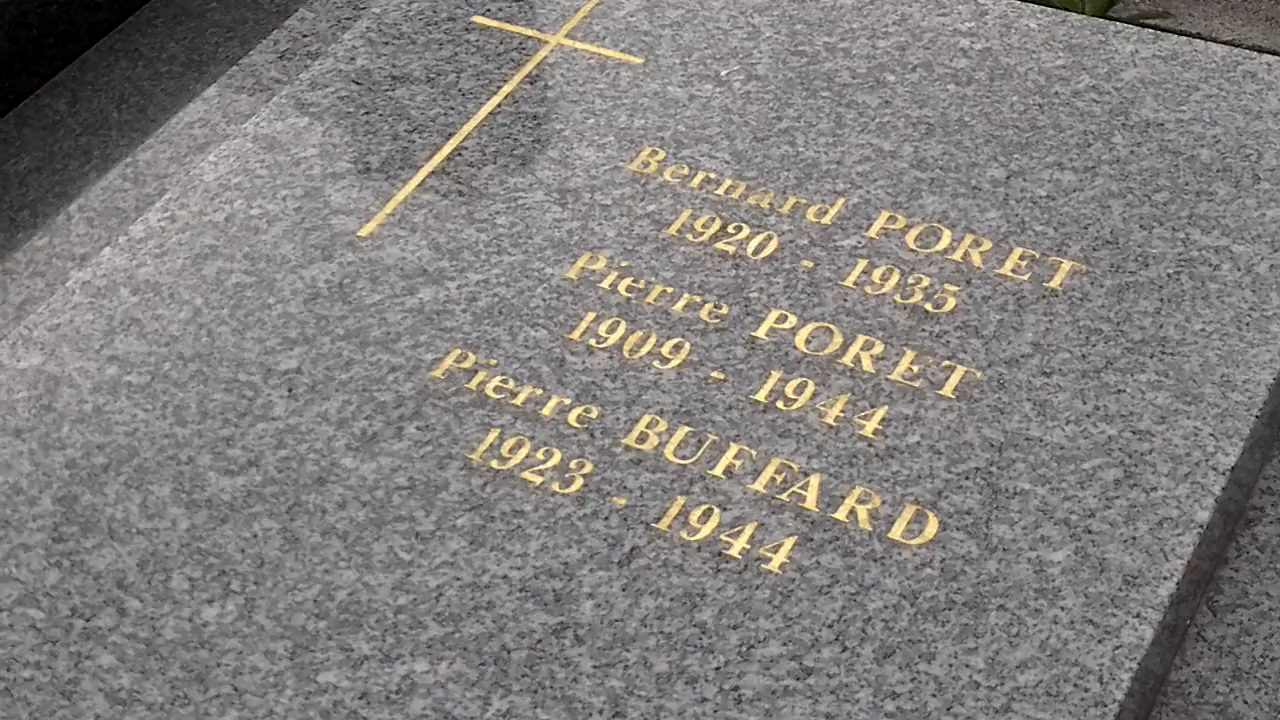 Bernard PORET
1920 - 1935
Pierre PORET
1909 - 1944
Pierre BUFFARD
1923 - 1944